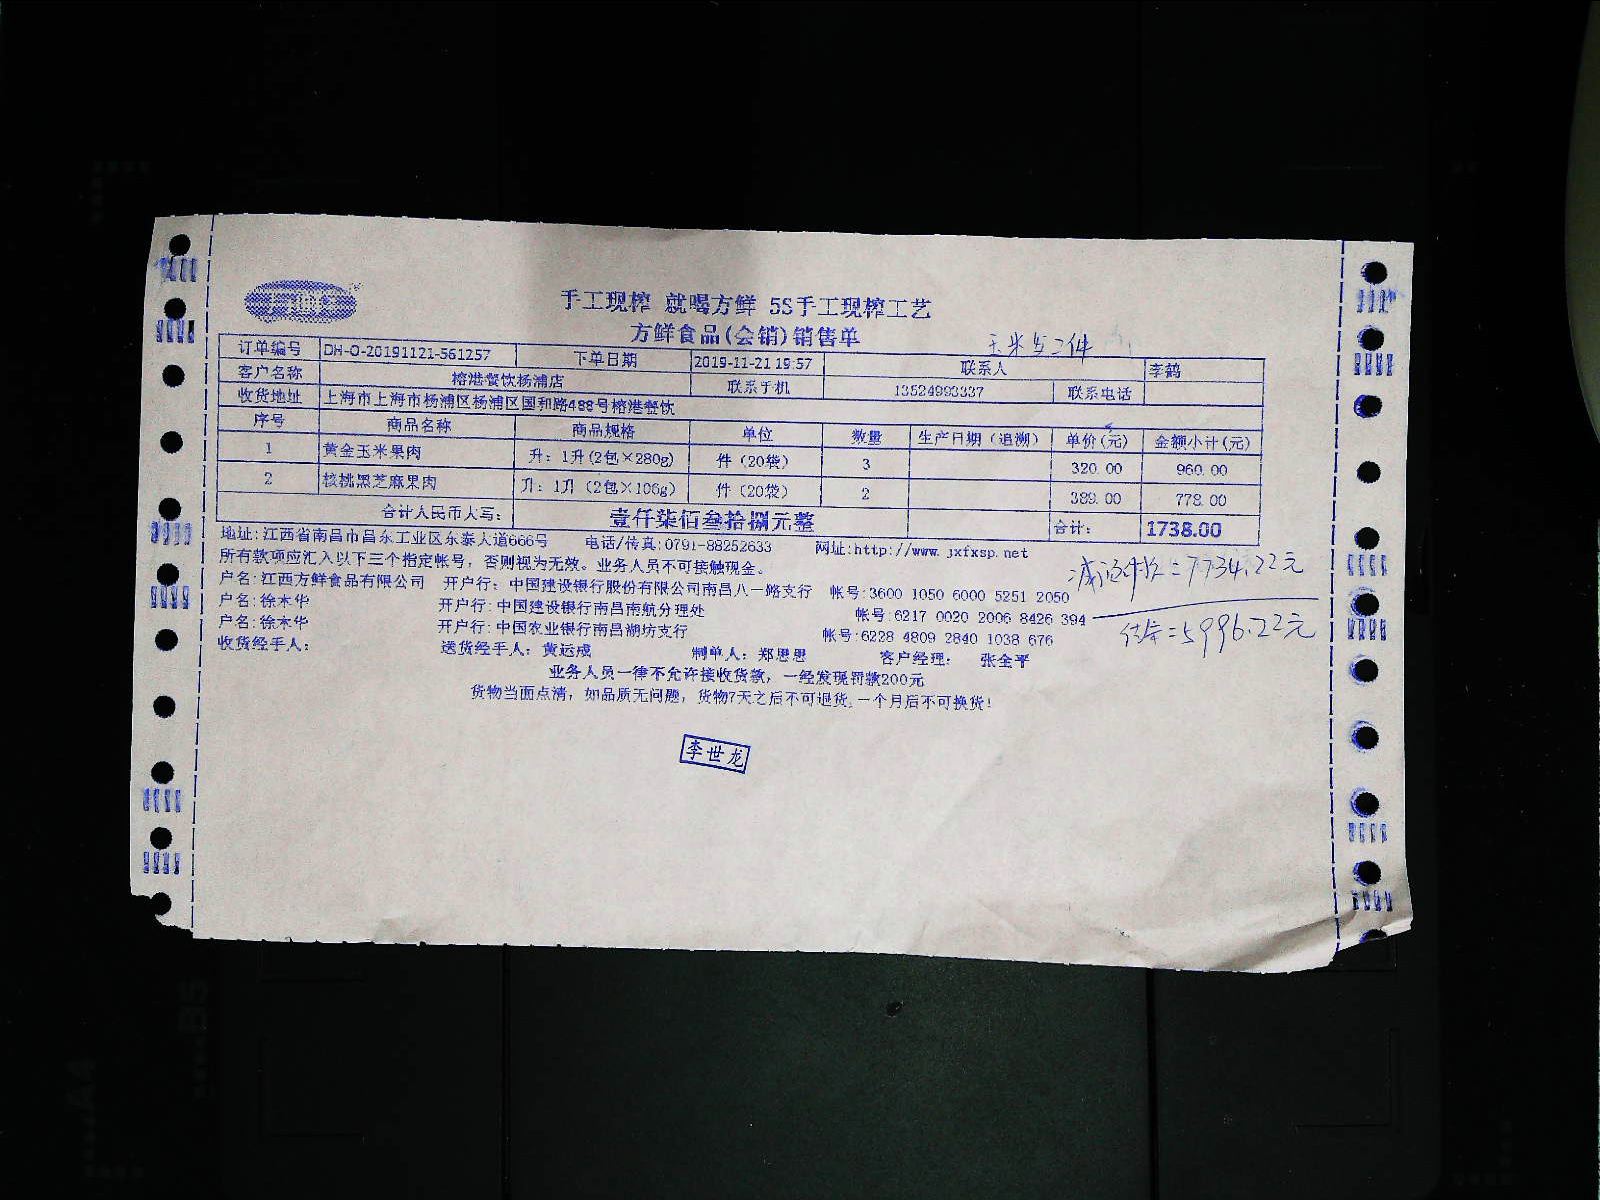 手工现榨 就喝方鲜 5S手工现榨工艺
方鲜食品(会销)销售单
玉米发2件
订单编号 DH-O-20191121-561257 下单日期 2019-11-21 19:57 联系人 李鹤
客户名称 榕港餐饮杨浦店 联系手机 13524993337 联系电话
收货地址 上海市上海市杨浦区杨浦区国和路488号榕港餐饮
序号 商品名称 商品规格 单位 数量 生产日期（追溯） 单价(元) 金额小计(元)
1 黄金玉米果肉 升：1升(2包×280g) 件（20袋） 3 320.00 960.00
2 核桃黑芝麻果肉 升：1升（2包×106g） 件（20袋） 2 389.00 778.00
合计人民币大写： 壹仟柒佰叁拾捌元整 合计： 1738.00
地址:江西省南昌市昌东工业区东泰大道666号 电话/传真:0791-88252633 网址:http://www.jxfxsp.net
所有款项应汇入以下三个指定帐号，否则视为无效。业务人员不可接触现金。
=7734.22元
户名:江西方鲜食品有限公司 开户行:中国建设银行股份有限公司南昌八一路支行 帐号:3600 1050 6000 5251 2050
户名:徐木华 开户行:中国建设银行南昌南航分理处 帐号:6217 0020 2006 8426 394
=5996.22元
户名:徐木华 开户行:中国农业银行南昌湖坊支行 帐号:6228 4809 2840 1038 676
收货经手人： 送货经手人：黄运成 制单人：郑思思 客户经理： 张全平
业务人员一律不允许接收货款，一经发现罚款200元
货物当面点清，如品质无问题，货物7天之后不可退货,一个月后不可换货！
李世龙